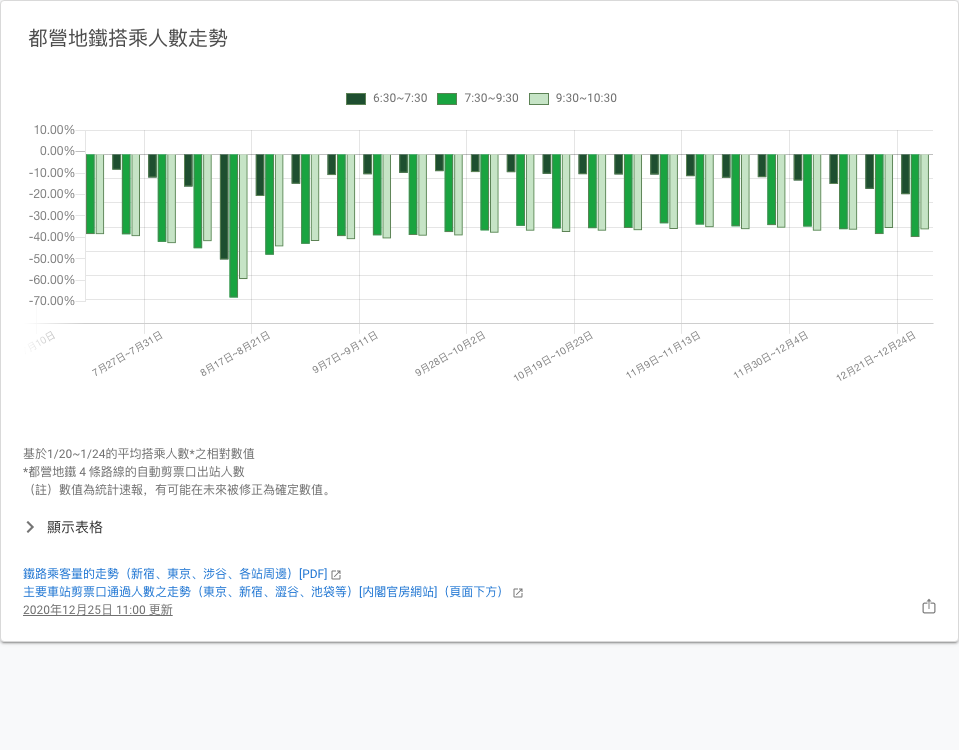 都營地鐵搭乘人數走勢
6:30~7:30 7:30~9:30 9:30~10:30
10.00%
0.00%
-10.00%
-20.00%
-30.00%
-40.00%
-50.00%
-60.00%
-70.00%
月10日 7月27日~7月31日 8月17日~8月21日 9月7日~9月11日 9月28日~10月2日 10月19日~10月23日 11月9日~11月13日 11月30日~12月4日 12月21日~12月24日
基於1/20~1/24的平均搭乘人數*之相對數值
*都營地鐵 4 條路線的自動剪票口出站人數
（註）數值為統計速報，有可能在未來被修正為確定數值。
顯示表格
鐵路乘客量的走勢（新宿、東京、涉谷、各站周邊）[PDF]
主要車站剪票口通過人數之走勢（東京、新宿、澀谷、池袋等）[内閣官房網站]（頁面下方）
2020年12月25日 11:00 更新